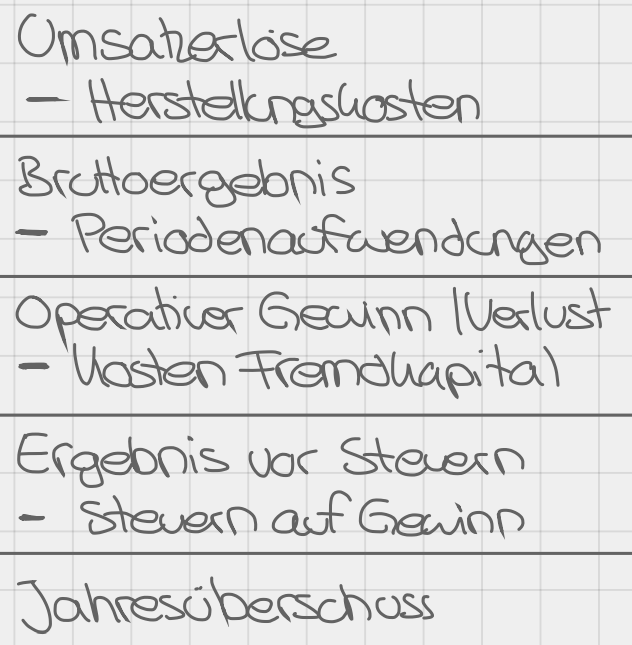 Umsatzerlöse
- Herstellungskosten
Bruttoergebnis
- Periodenaufwendungen
Operativer Gewinn / Verlust
- Kosten Fremdkapital
Ergebnis vor Steuern
- Steuern auf Gewinn
Jahresüberschuss